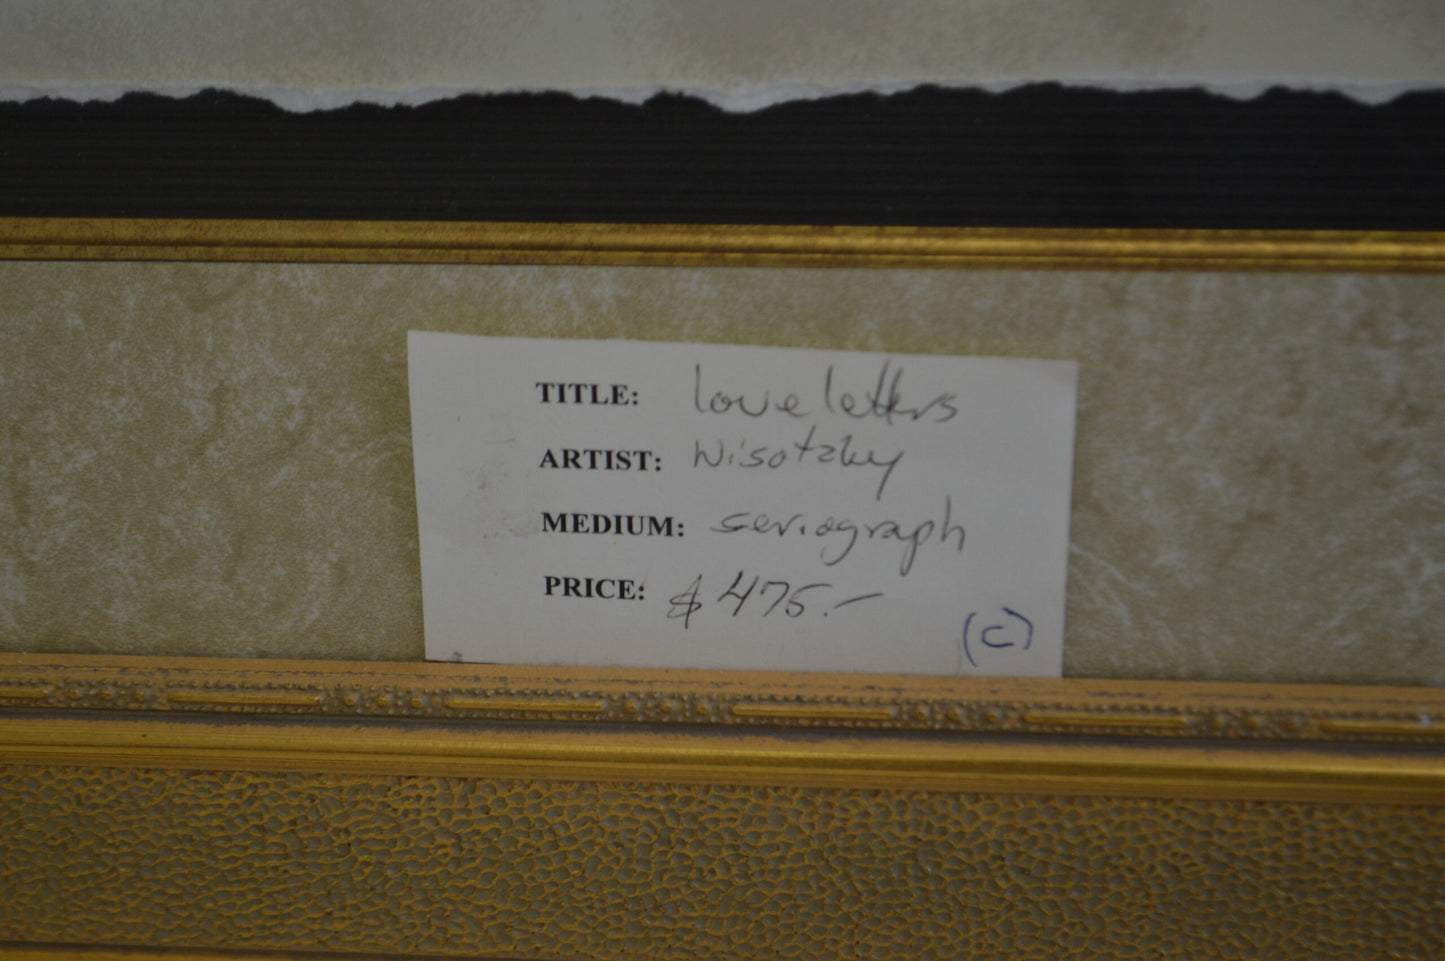 TITLE: Love letters
ARTIST: Wisotzky
MEDIUM: seriograph
PRICE: $475.-
(C)